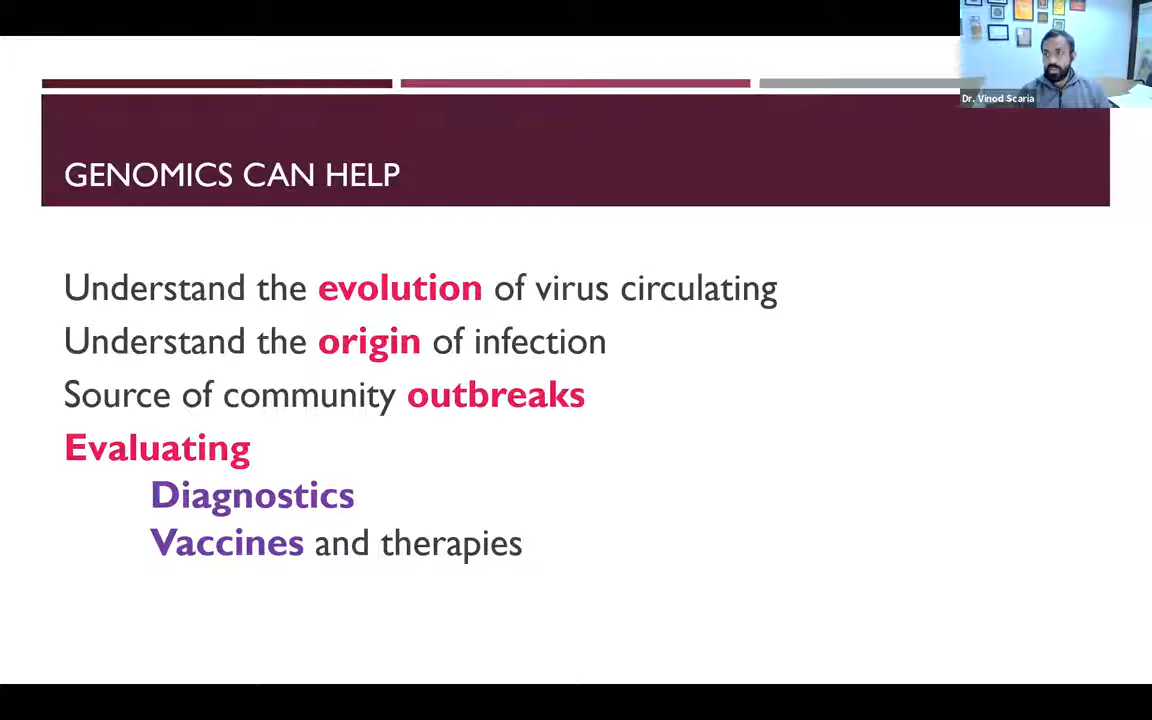 Dr. Vinod Scaria
GENOMICS CAN HELP
Understand the evolution of virus circulating
Understand the origin of infection
Source of community outbreaks
Evaluating
Diagnostics
Vaccines and therapies